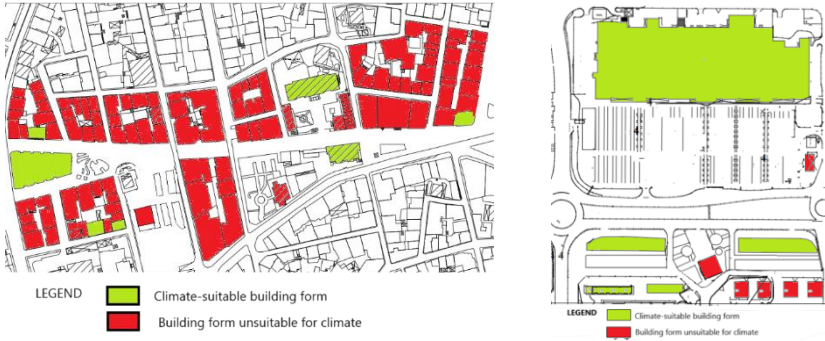 LEGEND
Climate-suitable building form
Building form unsuitable for climate
4
LEGEND
Climate-suitable building form
Building form unsuitable for climate